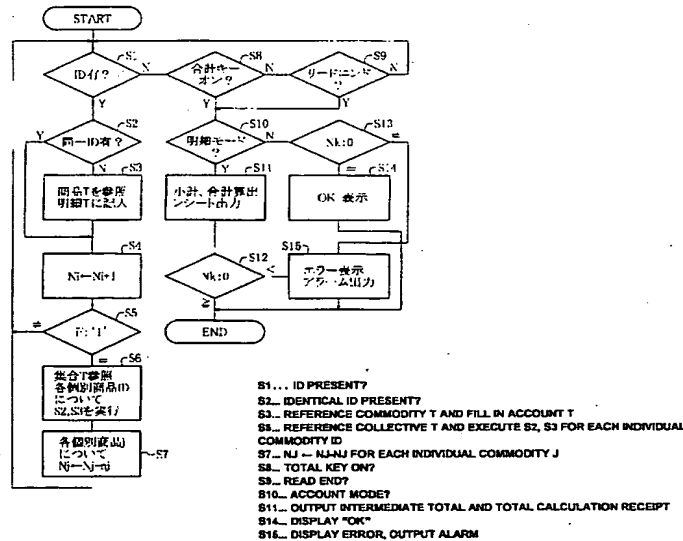 START
S1
ID有?
N
Y
S8
合計キー
オン?
N
Y
S9
リードエンド
?
N
Y
S2
同一ID有?
Y
N
S10
明細モード
?
N
Y
S13
Nk:0
≠
=
S3
商品Tを参照
明細Tに記入
S11
小計、合計算出
シート出力
S14
OK 表示
S4
Ni←Ni+1
S12
Nk:0
<
≧
S15
エラー表示
アラーム出力
S5
≠
=
END
S6
集合T参照
各個別商品ID
について
S2,S3を実行
S7
各個別商品j
について
Nj←Nj-nj
S1... ID PRESENT?
S2... IDENTICAL ID PRESENT?
S3... REFERENCE COMMODITY T AND FILL IN ACCOUNT T
S6... REFERENCE COLLECTIVE T AND EXECUTE S2, S3 FOR EACH INDIVIDUAL
COMMODITY ID
S7... NJ ← NJ-NJ FOR EACH INDIVIDUAL COMMODITY J
S8... TOTAL KEY ON?
S9... READ END?
S10... ACCOUNT MODE?
S11... OUTPUT INTERMEDIATE TOTAL AND TOTAL CALCULATION RECEIPT
S14... DISPLAY "OK"
S15... DISPLAY ERROR, OUTPUT ALARM